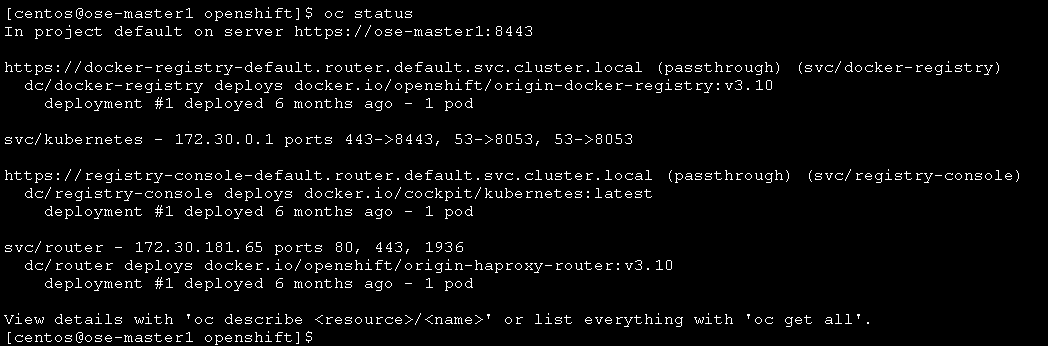 [centos@ose-master1 openshift]$ oc status
In project default on server https://ose-master1:8443
https://docker-registry-default.router.default.svc.cluster.local (passthrough) (svc/docker-registry)
dc/docker-registry deploys docker.io/openshift/origin-docker-registry:v3.10
deployment #1 deployed 6 months ago - 1 pod
svc/kubernetes - 172.30.0.1 ports 443->8443, 53->8053, 53->8053
https://registry-console-default.router.default.svc.cluster.local (passthrough) (svc/registry-console)
dc/registry-console deploys docker.io/cockpit/kubernetes:latest
deployment #1 deployed 6 months ago - 1 pod
svc/router - 172.30.181.65 ports 80, 443, 1936
dc/router deploys docker.io/openshift/origin-haproxy-router:v3.10
deployment #1 deployed 6 months ago - 1 pod
View details with 'oc describe <resource>/<name>' or list everything with 'oc get all'.
[centos@ose-master1 openshift]$